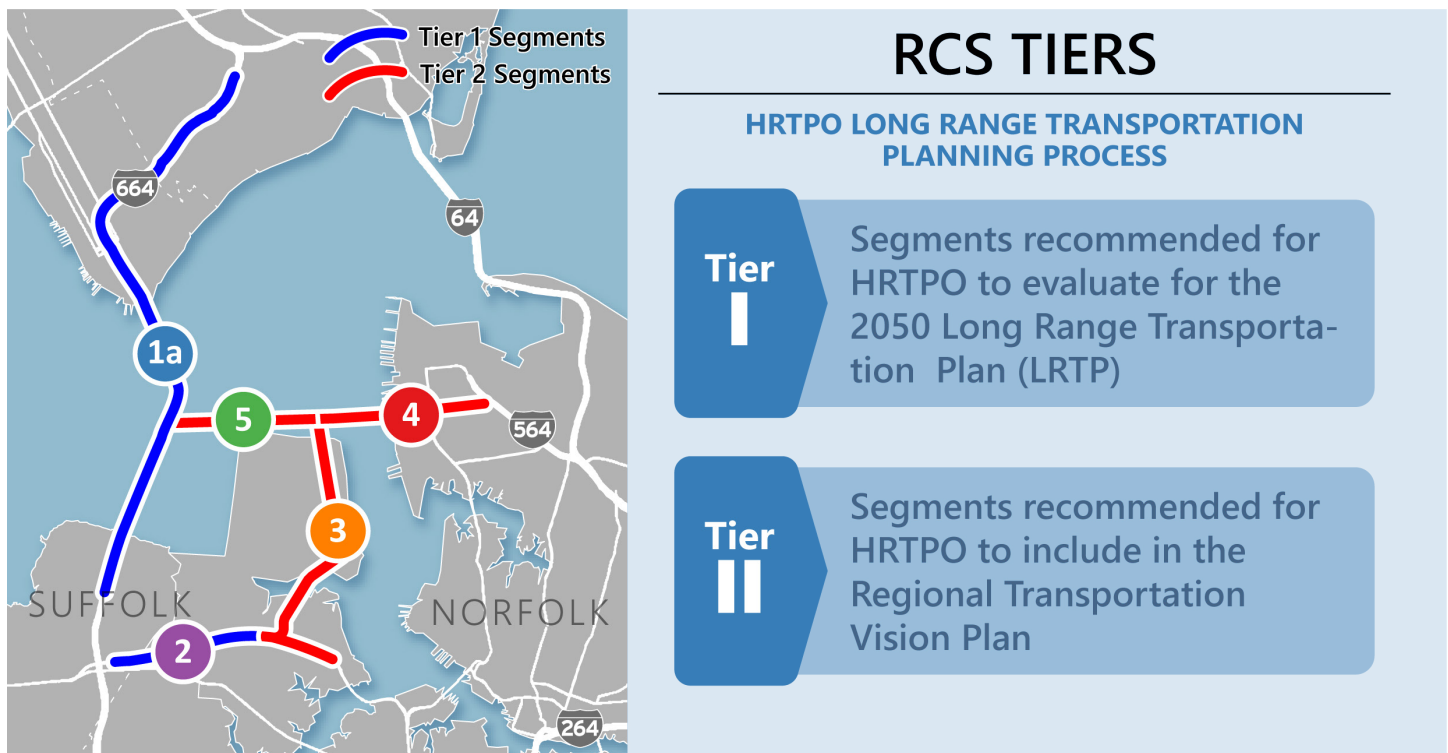 Tier 1 Segments
Tier 2 Segments
664
64
1a
5
4
564
3
SUFFOLK
NORFOLK
2
264
RCS TIERS
HRTPO LONG RANGE TRANSPORTATION
PLANNING PROCESS
Tier
I
Segments recommended for
HRTPO to evaluate for the
2050 Long Range Transporta-
tion Plan (LRTP)
Tier
II
Segments recommended for
HRTPO to include in the
Regional Transportation
Vision Plan